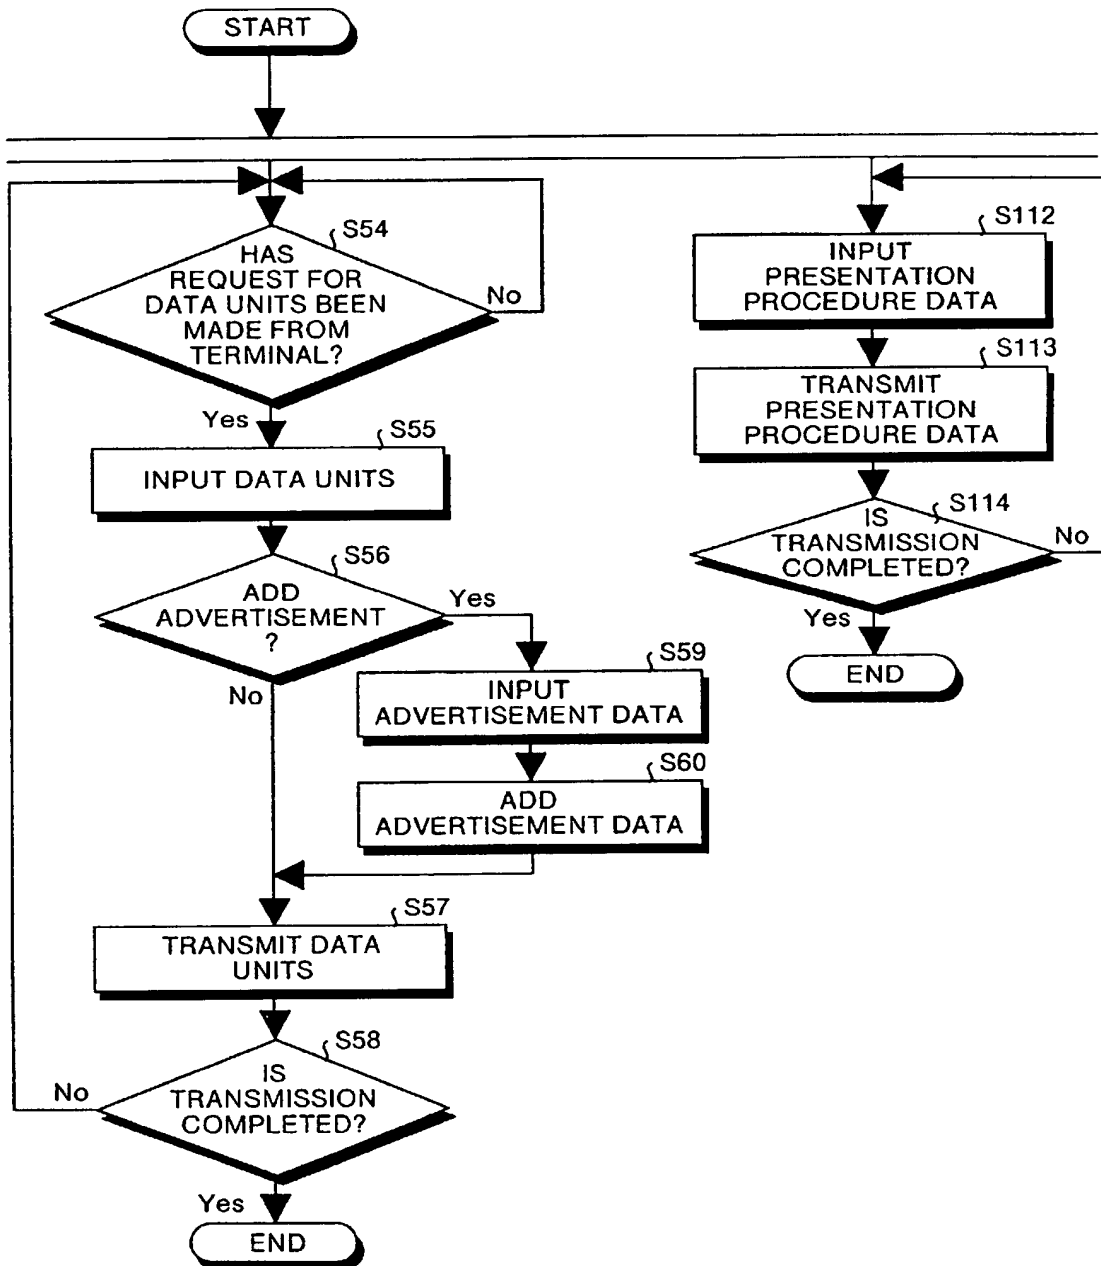 START
S54
HAS
REQUEST FOR
DATA UNITS BEEN
MADE FROM
TERMINAL?
No
Yes
S55
INPUT DATA UNITS
S56
ADD
ADVERTISEMENT
?
Yes
No
S59
INPUT
ADVERTISEMENT DATA
S60
ADD
ADVERTISEMENT DATA
S57
TRANSMIT DATA
UNITS
S58
IS
TRANSMISSION
COMPLETED?
No
Yes
END
S112
INPUT
PRESENTATION
PROCEDURE DATA
S113
TRANSMIT
PRESENTATION
PROCEDURE DATA
S114
IS
TRANSMISSION
COMPLETED?
No
Yes
END